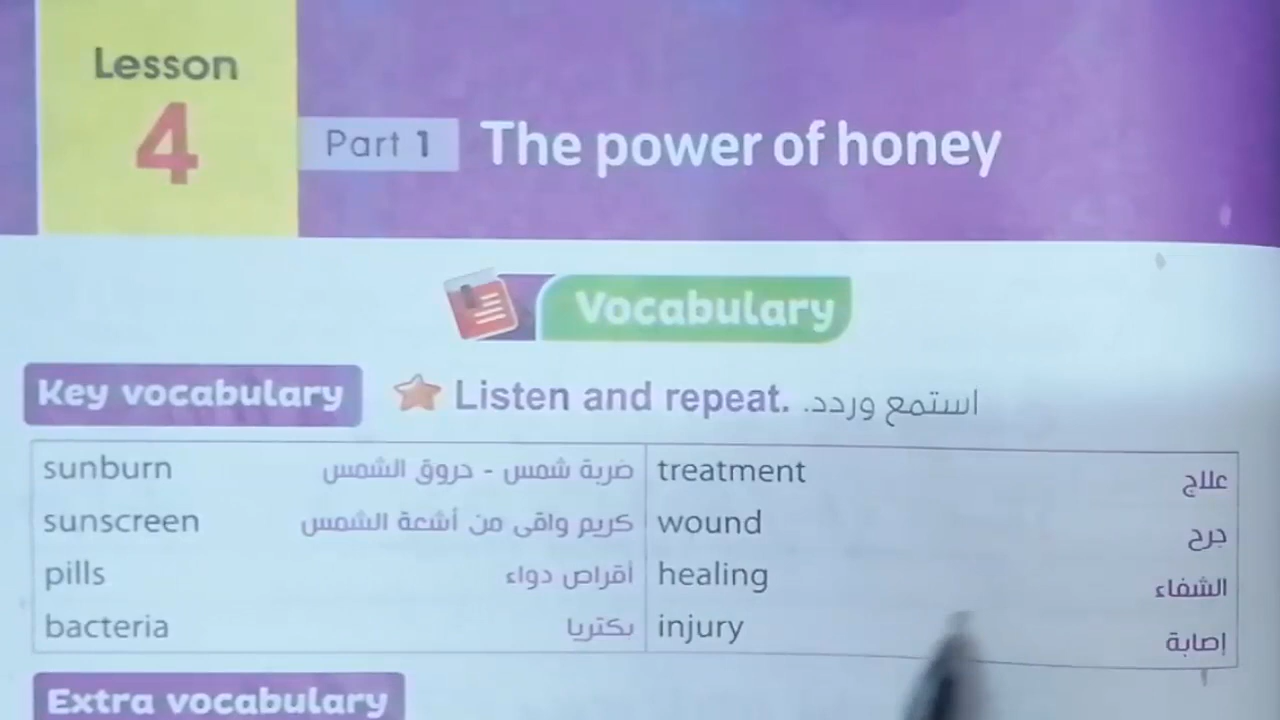 Lesson
4
Part 1 The power of honey
Vocabulary
Key vocabulary Listen and repeat. استمع وردد.
sunburn ضربة شمس - حروق الشمس treatment علاج
sunscreen كريم واقى من أشعة الشمس wound جرح
pills أقراص دواء healing الشفاء
bacteria بكتريا injury إصابة
Extra vocabulary